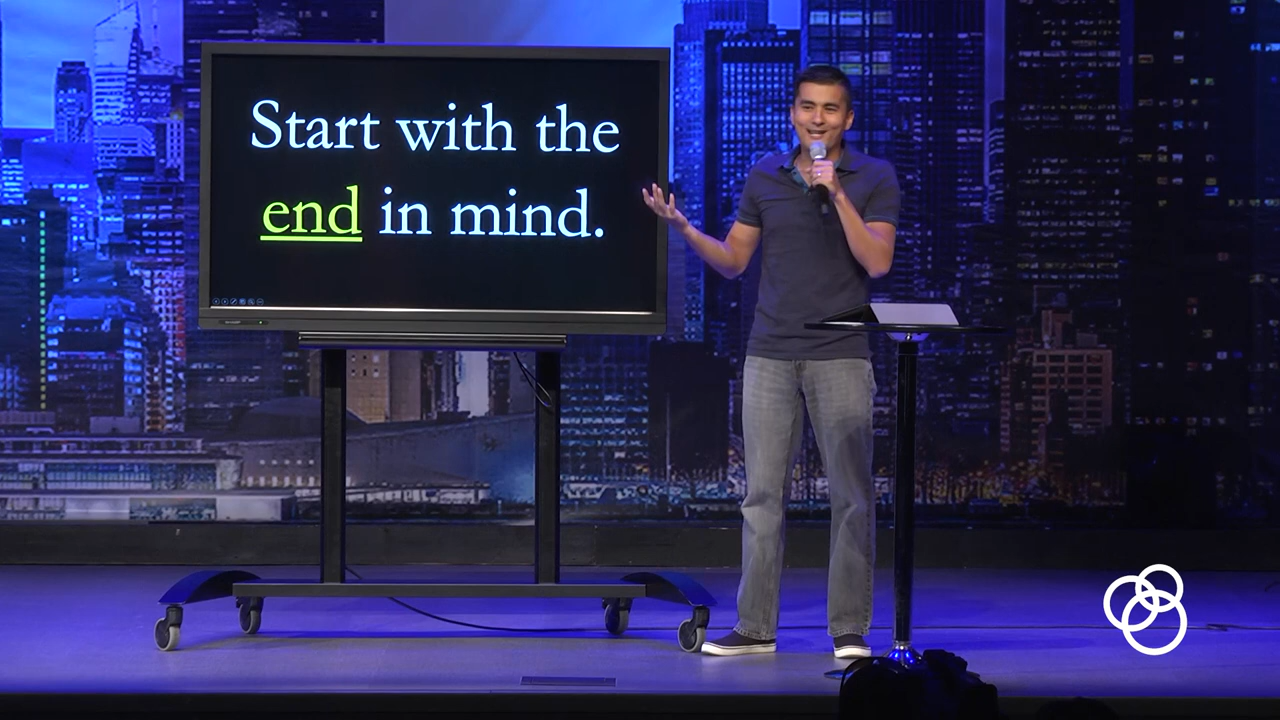 Start with the
end in mind.